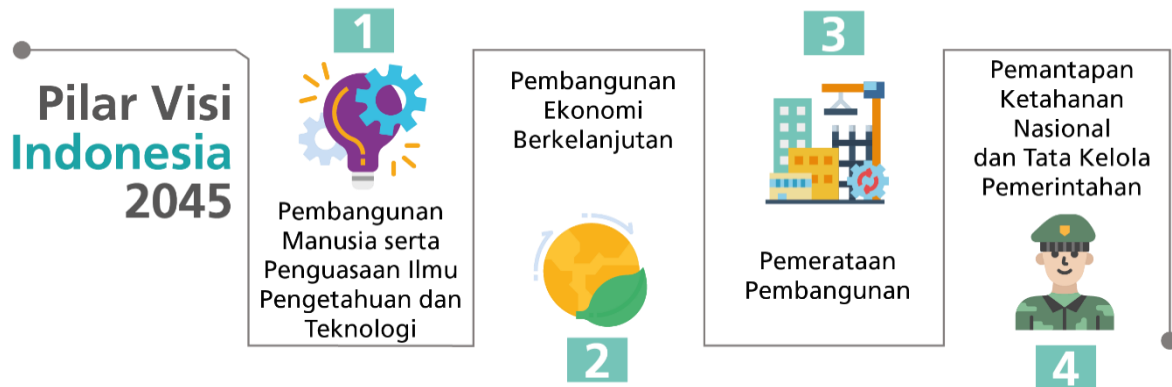 Pilar Visi
Indonesia
2045
1
Pembangunan
Manusia serta
Penguasaan Ilmu
Pengetahuan dan
Teknologi
Pembangunan
Ekonomi
Berkelanjutan
2
3
Pemerataan
Pembangunan
Pemantapan
Ketahanan
Nasional
dan Tata Kelola
Pemerintahan
4